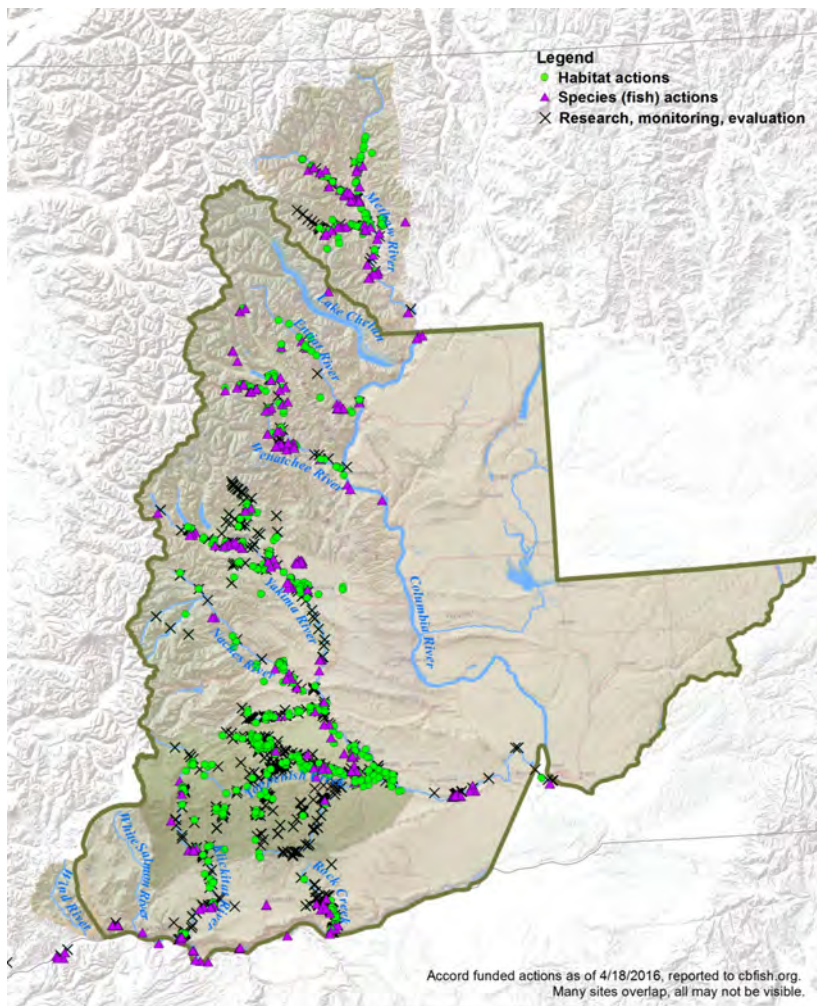 Legend
Habitat actions
Species (fish) actions
Research, monitoring, evaluation
Methow River
Lake Chelan
Entiat River
Wenatchee River
Columbia River
Yakima River
Naches River
Toppenish Creek
White Salmon River
Klickitat River
Rock Creek
Wind River
Accord funded actions as of 4/18/2016, reported to cbfish.org.
Many sites overlap, all may not be visible.